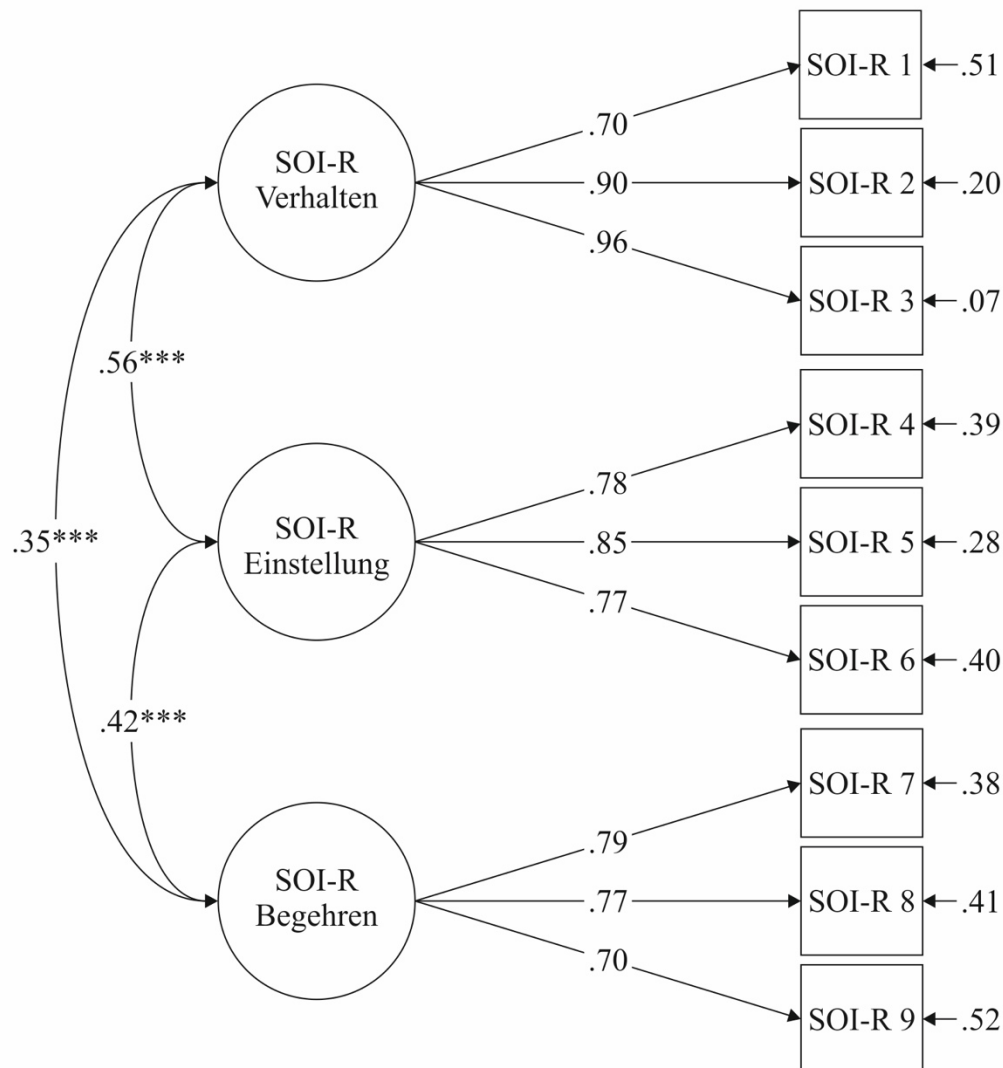 SOI-R 1
.51
.70
SOI-R
Verhalten
.90
SOI-R 2
.20
.96
SOI-R 3
.07
.56***
SOI-R 4
.39
.78
.35***
SOI-R
Einstellung
.85
SOI-R 5
.28
.77
SOI-R 6
.40
.42***
SOI-R 7
.38
.79
SOI-R
Begehren
.77
SOI-R 8
.41
.70
SOI-R 9
.52